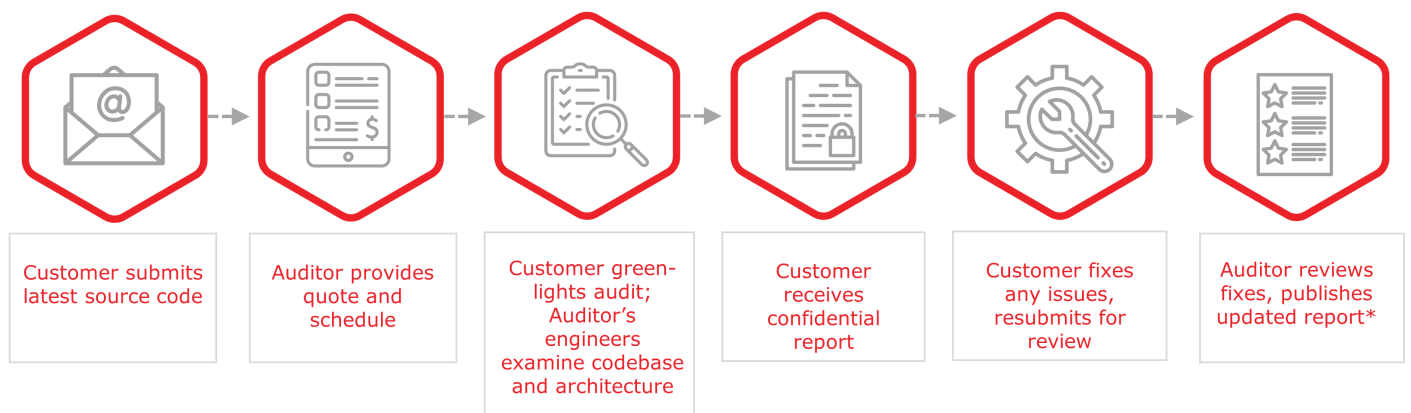 @
$
Customer submits
latest source code
Auditor provides
quote and
schedule
Customer green-
lights audit;
Auditor’s
engineers
examine codebase
and architecture
Customer
receives
confidential
report
Customer fixes
any issues,
resubmits for
review
Auditor reviews
fixes, publishes
updated report*